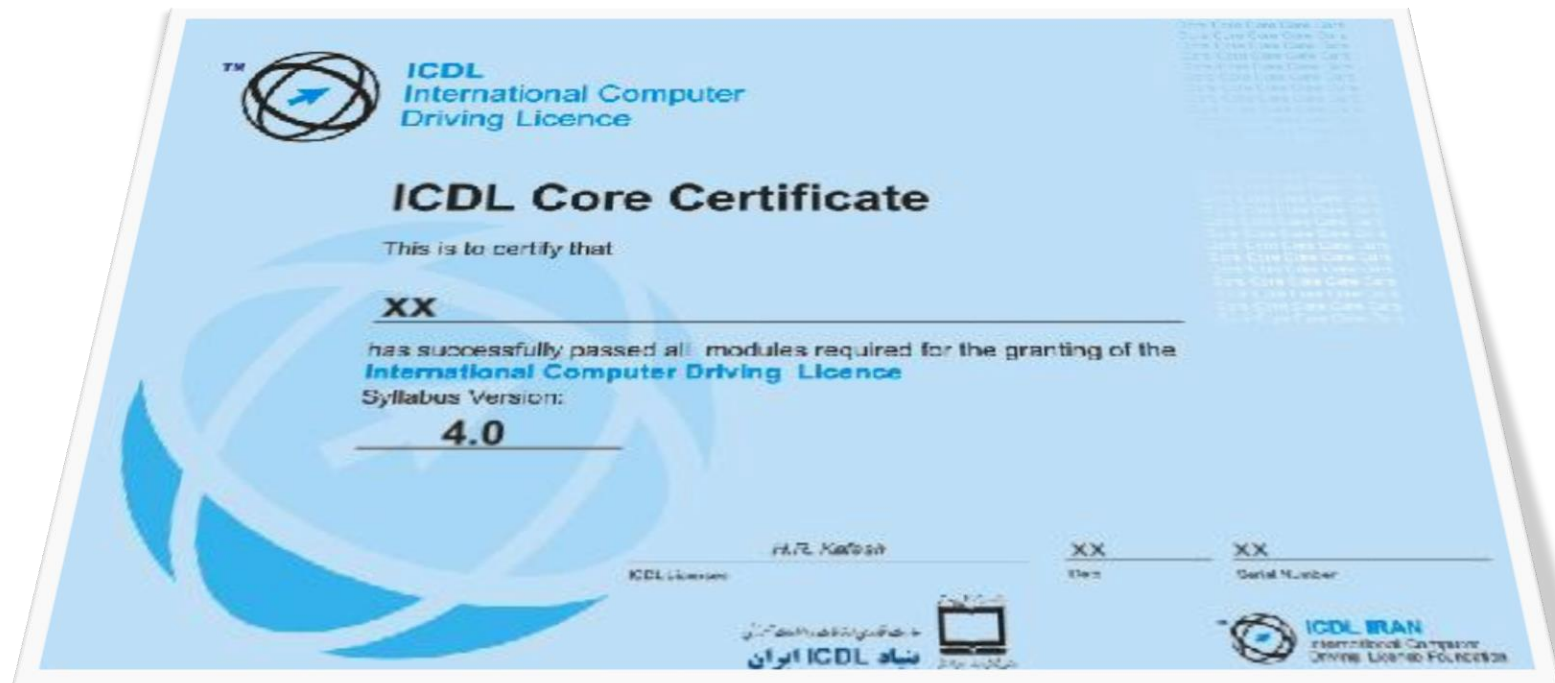 TM
ICDL
International Computer
Driving Licence
ICDL Core Certificate
This is to certify that
XX
has successfully passed all modules required for the granting of the
International Computer Driving Licence
Syllabus Version:
4.0
H.R. Kafash
XX
XX
ICDL Licensee
Date
Serial Number
بنیاد ICDL ایران
ICDL IRAN
International Computer
Driving Licence Foundation